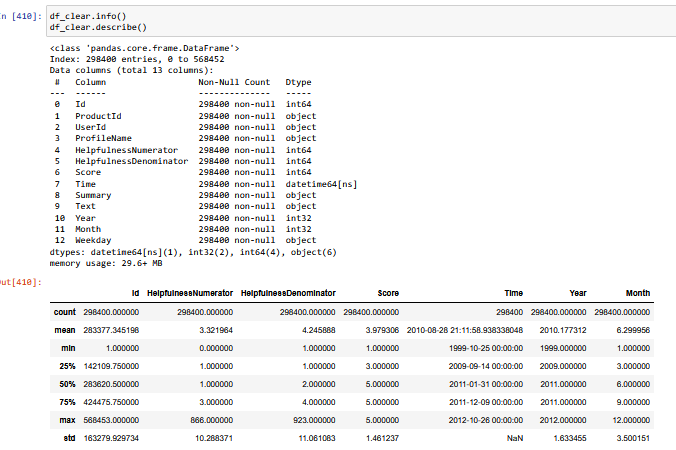 n [410]: df_clear.info()
df_clear.describe()
<class 'pandas.core.frame.DataFrame'>
Index: 298400 entries, 0 to 568452
Data columns (total 13 columns):
#   Column   Non-Null Count   Dtype
---  ------  --------------  -----
0   Id   298400 non-null   int64
1   ProductId   298400 non-null   object
2   UserId   298400 non-null   object
3   ProfileName   298400 non-null   object
4   HelpfulnessNumerator   298400 non-null   int64
5   HelpfulnessDenominator   298400 non-null   int64
6   Score   298400 non-null   int64
7   Time   298400 non-null   datetime64[ns]
8   Summary   298400 non-null   object
9   Text   298400 non-null   object
10   Year   298400 non-null   int32
11   Month   298400 non-null   int32
12   Weekday   298400 non-null   object
dtypes: datetime64[ns](1), int32(2), int64(4), object(6)
memory usage: 29.6+ MB
ut[410]:
Id HelpfulnessNumerator HelpfulnessDenominator Score Time Year Month
count 298400.000000 298400.000000 298400.000000 298400.000000 298400 298400.000000 298400.000000
mean 283377.345198 3.321964 4.245888 3.979306 2010-08-28 21:11:58.938338048 2010.177312 6.299956
min 1.000000 0.000000 1.000000 1.000000 1999-10-25 00:00:00 1999.000000 1.000000
25% 142109.750000 1.000000 1.000000 3.000000 2009-09-14 00:00:00 2009.000000 3.000000
50% 283620.500000 1.000000 2.000000 5.000000 2011-01-31 00:00:00 2011.000000 6.000000
75% 424475.750000 3.000000 4.000000 5.000000 2011-12-09 00:00:00 2011.000000 9.000000
max 568453.000000 866.000000 923.000000 5.000000 2012-10-26 00:00:00 2012.000000 12.000000
std 163279.929734 10.288371 11.061083 1.461237 NaN 1.633455 3.500151